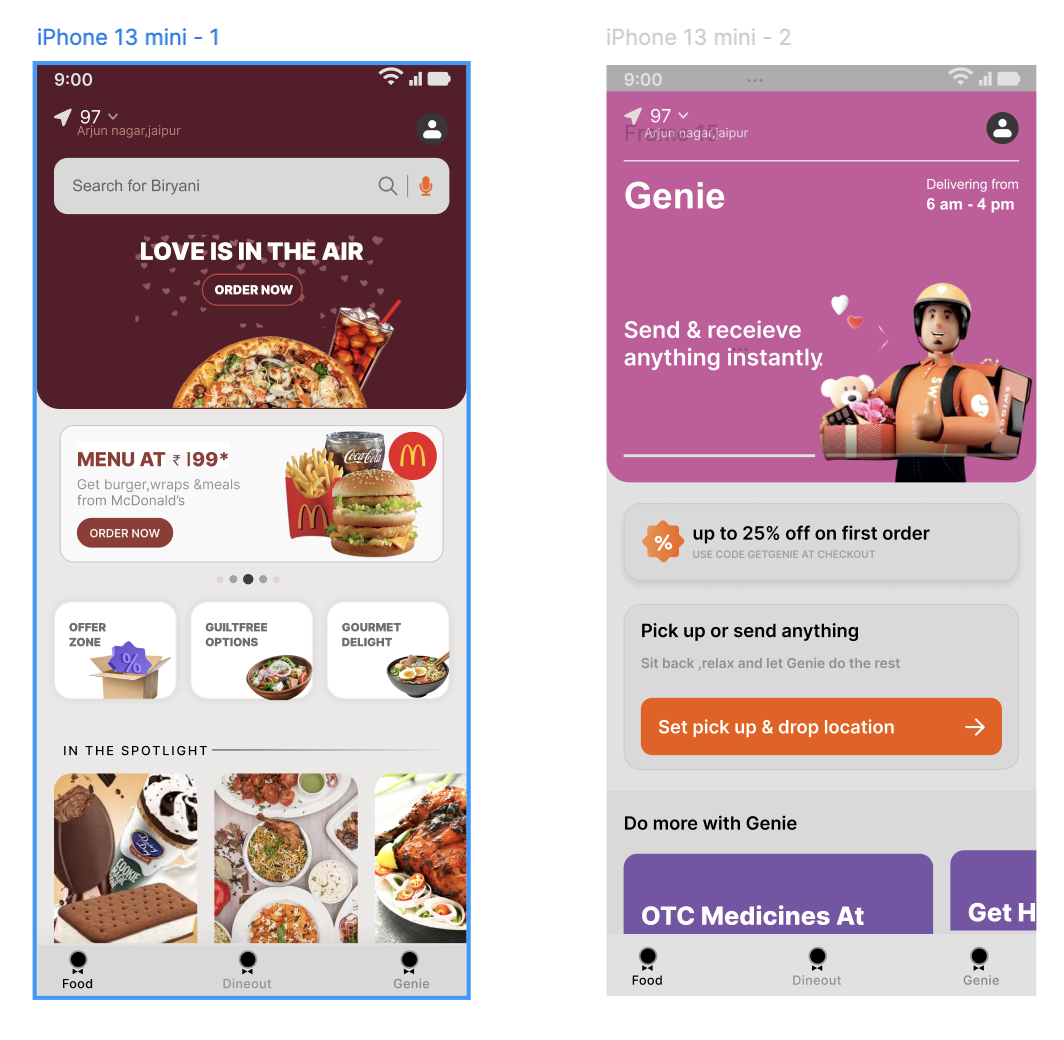 iPhone 13 mini - 1
9:00
97
Arjun nagar,jaipur
Search for Biryani
LOVE IS IN THE AIR
ORDER NOW
MENU AT ₹ 199*
Get burger,wraps &meals
from McDonald's
ORDER NOW
Coca-Cola
OFFER
ZONE
%
GUILTFREE
OPTIONS
GOURMET
DELIGHT
IN THE SPOTLIGHT
COOKIE
Food
Dineout
Genie
iPhone 13 mini - 2
9:00
...
97
Arjun nagar,jaipur
Genie
Delivering from
6 am - 4 pm
Send & receieve
anything instantly.
SWIGGY
%
up to 25% off on first order
USE CODE GETGENIE AT CHECKOUT
Pick up or send anything
Sit back ,relax and let Genie do the rest
Set pick up & drop location
Do more with Genie
OTC Medicines At
Get H
Food
Dineout
Genie